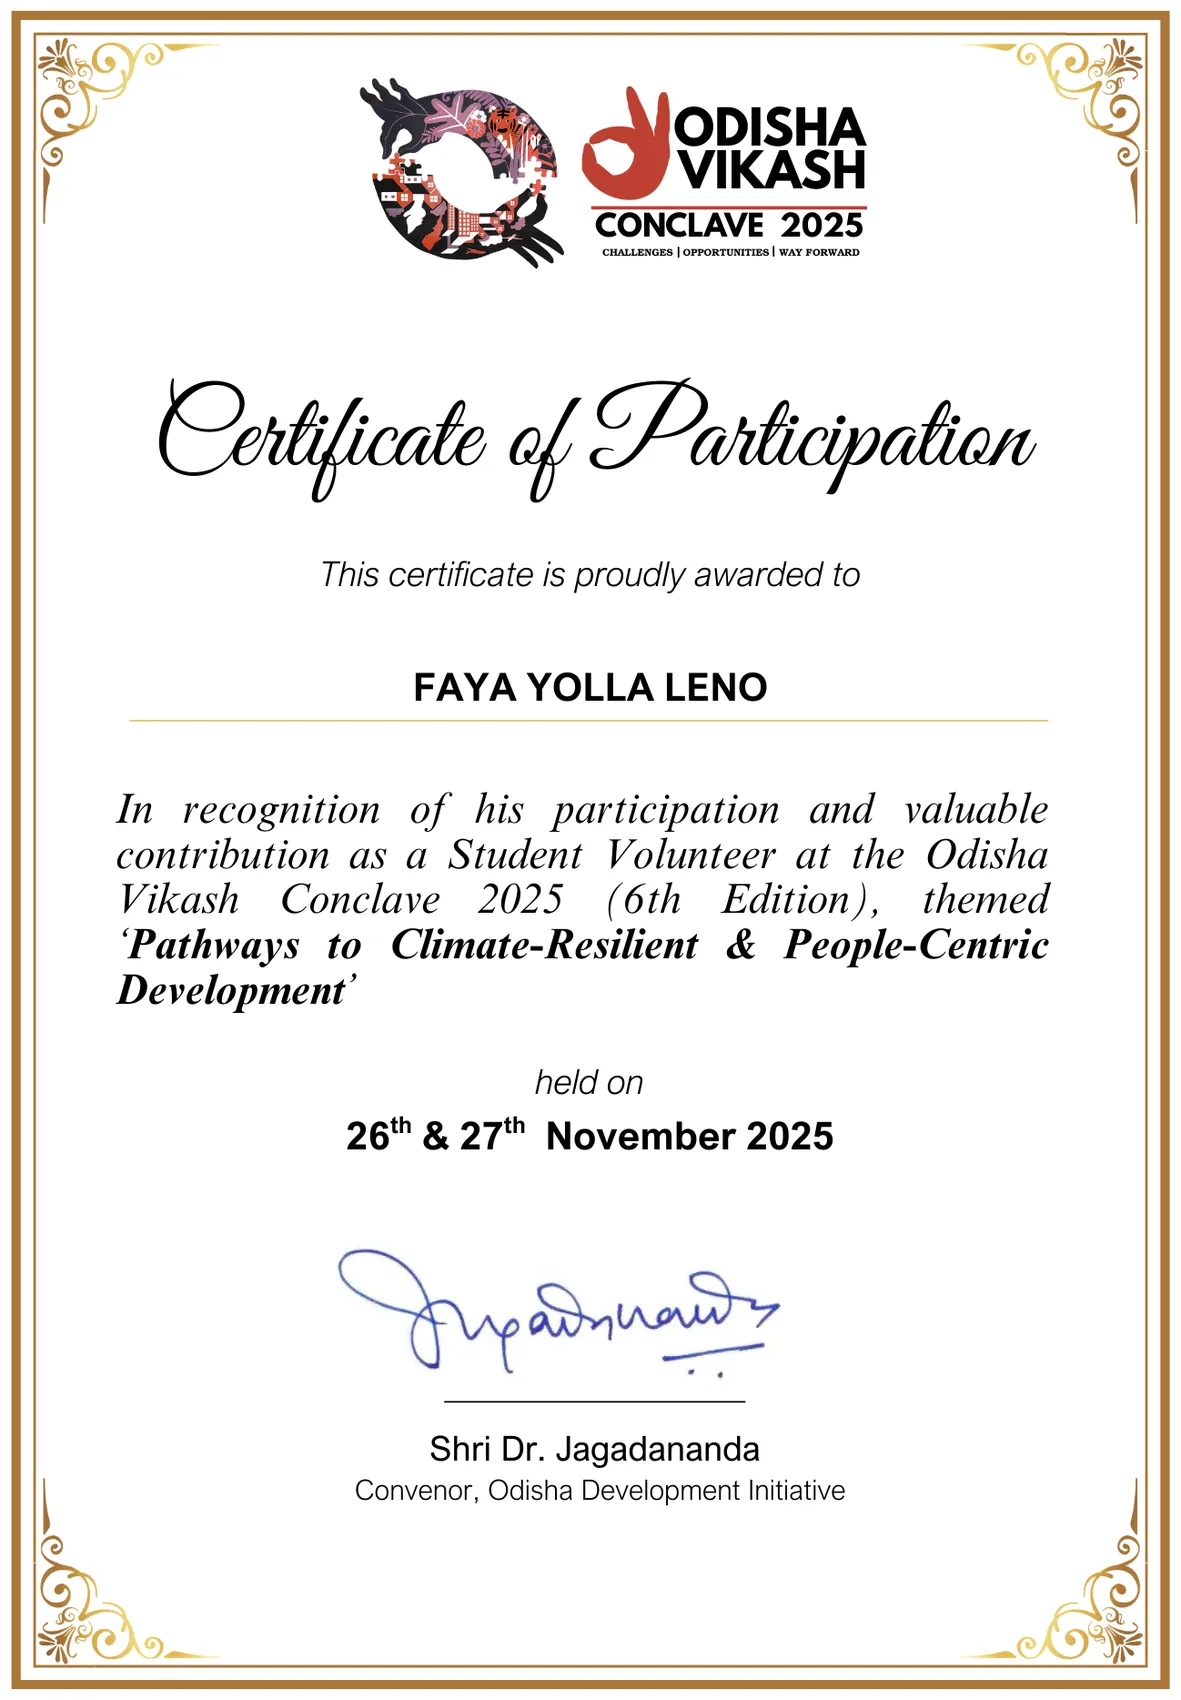 ODISHA
VIKASH
CONCLAVE 2025
CHALLENGES | OPPORTUNITIES | WAY FORWARD
Certificate of Participation
This certificate is proudly awarded to
FAYA YOLLA LENO
In recognition of his participation and valuable
contribution as a Student Volunteer at the Odisha
Vikash Conclave 2025 (6th Edition), themed
‘Pathways to Climate-Resilient & People-Centric
Development’
held on
26th & 27th November 2025
Jagadananda
Shri Dr. Jagadananda
Convenor, Odisha Development Initiative